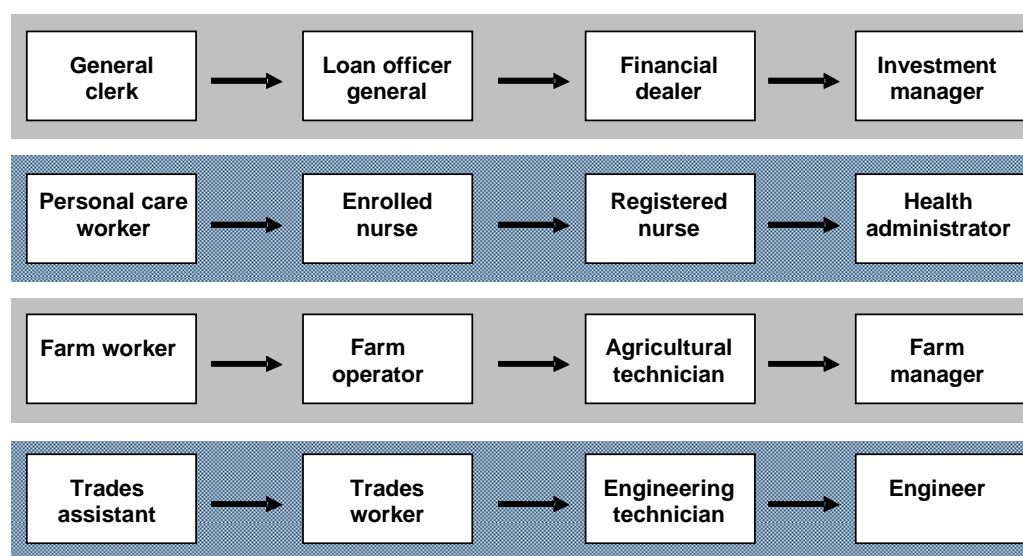 General
clerk
Loan officer
general
Financial
dealer
Investment
manager
Personal care
worker
Enrolled
nurse
Registered
nurse
Health
administrator
Farm worker
Farm
operator
Agricultural
technician
Farm
manager
Trades
assistant
Trades
worker
Engineering
technician
Engineer